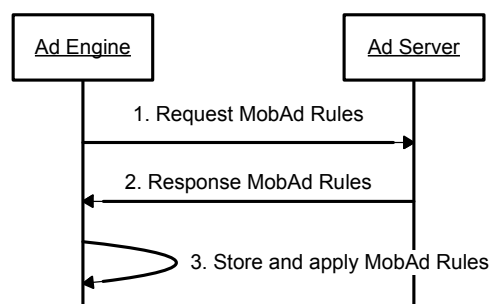 Ad Engine
Ad Server
1. Request MobAd Rules
2. Response MobAd Rules
3. Store and apply MobAd Rules